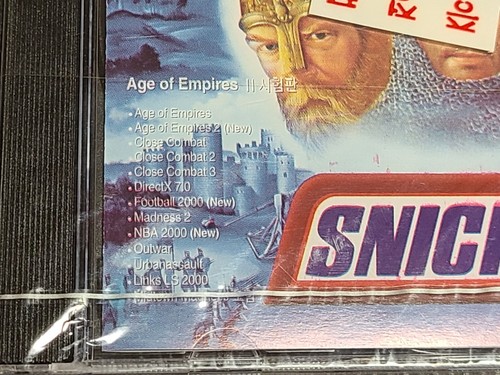 Age of Empires II 시험판
• Age of Empires
• Age of Empires 2 (New)
• Close Combat
• Close Combat 2
• Close Combat 3
• DirectX 7.0
• Football 2000 (New)
• Madness 2
• NBA 2000 (New)
• Outwar
• Urbanassault
• Links LS 2000
SNIC